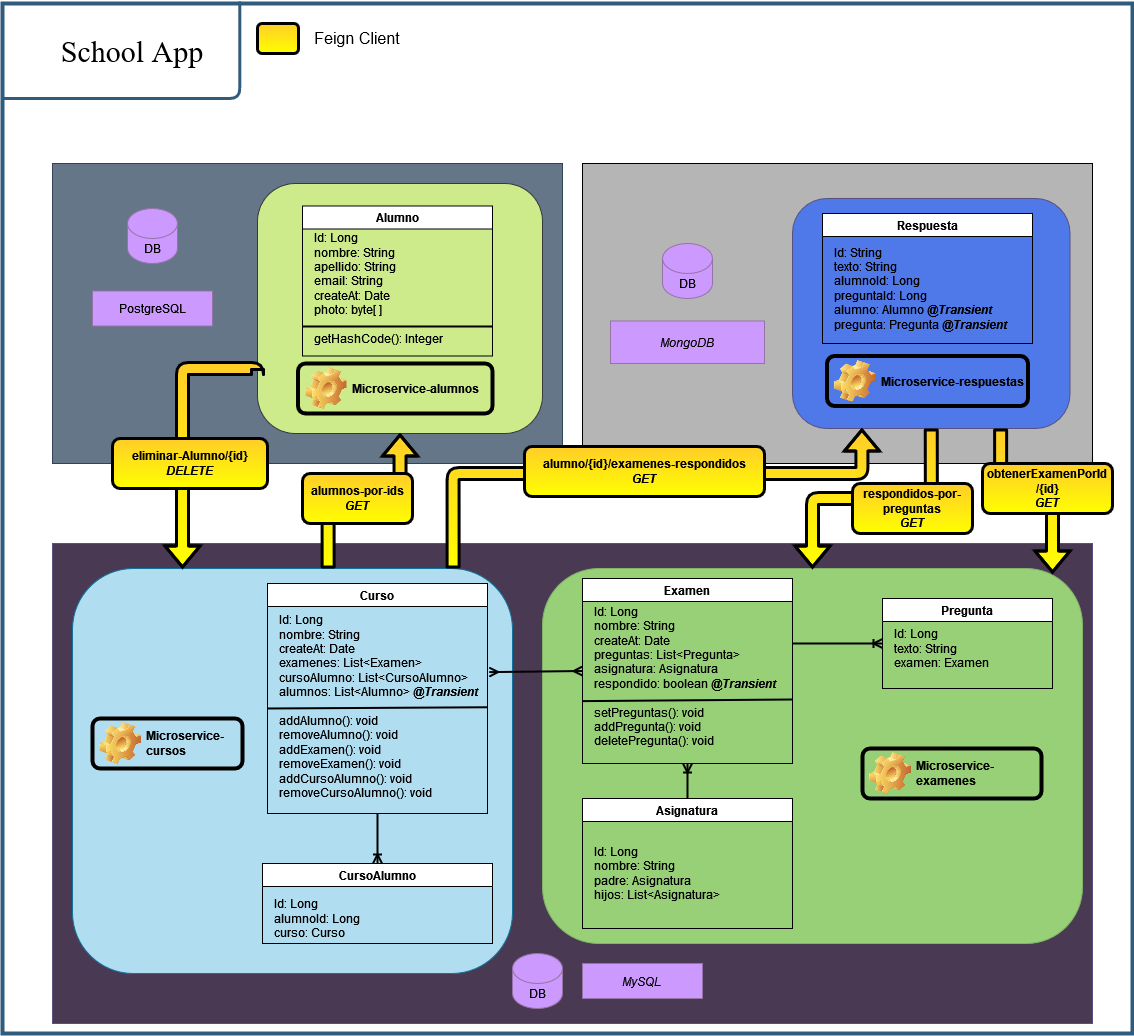 School App
Feign Client
DB
PostgreSQL
Alumno
Id: Long
nombre: String
apellido: String
email: String
createAt: Date
photo: byte[ ]
getHashCode(): Integer
Microservice-alumnos
DB
MongoDB
Respuesta
Id: String
texto: String
alumnoId: Long
preguntaId: Long
alumno: Alumno @Transient
pregunta: Pregunta @Transient
Microservice-respuestas
eliminar-Alumno/{id}
DELETE
alumnos-por-ids
GET
alumno/{id}/examenes-respondidos
GET
respondidos-por-
preguntas
GET
obtenerExamenPorId
/{id}
GET
Microservice-
cursos
Curso
Id: Long
nombre: String
createAt: Date
examenes: List<Examen>
cursoAlumno: List<CursoAlumno>
alumnos: List<Alumno> @Transient
addAlumno(): void
removeAlumno(): void
addExamen(): void
removeExamen(): void
addCursoAlumno(): void
removeCursoAlumno(): void
CursoAlumno
Id: Long
alumnoId: Long
curso: Curso
Examen
Id: Long
nombre: String
createAt: Date
preguntas: List<Pregunta>
asignatura: Asignatura
respondido: boolean @Transient
setPreguntas(): void
addPregunta(): void
deletePregunta(): void
Pregunta
Id: Long
texto: String
examen: Examen
Microservice-
examenes
Asignatura
Id: Long
nombre: String
padre: Asignatura
hijos: List<Asignatura>
DB
MySQL